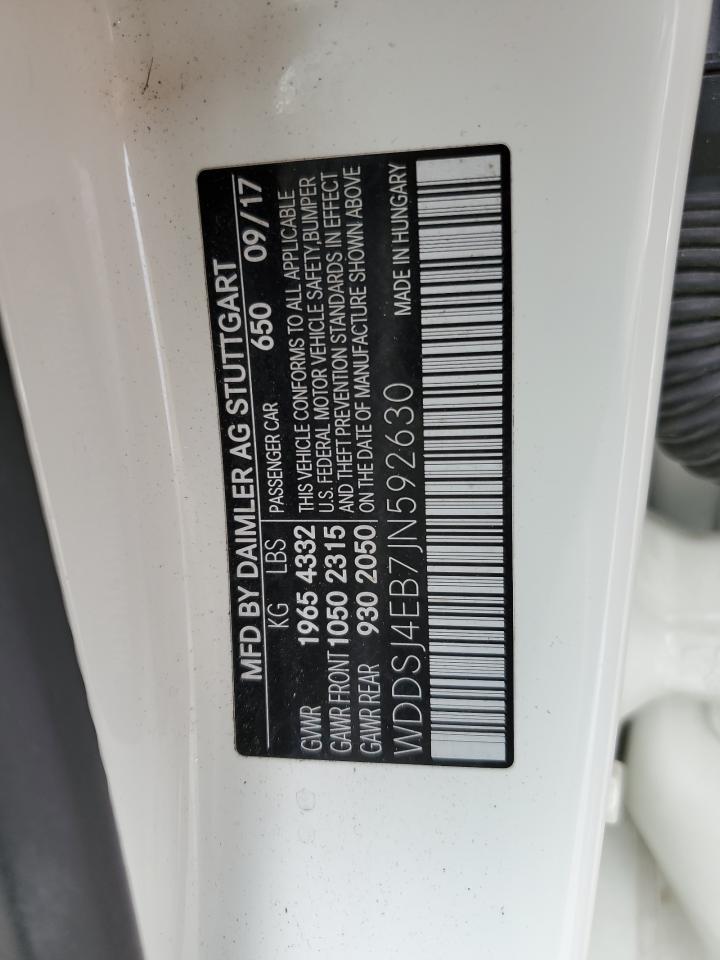 MFD BY DAIMLER AG STUTTGART
KG LBS PASSENGER CAR 650 09/17
GVWR 1965 4332 THIS VEHICLE CONFORMS TO ALL APPLICABLE
U.S. FEDERAL MOTOR VEHICLE SAFETY,BUMPER
GAWR FRONT 1050 2315 AND THEFT PREVENTION STANDARDS IN EFFECT
GAWR REAR 930 2050 ON THE DATE OF MANUFACTURE SHOWN ABOVE
WDDSJ4EB7JN592630 MADE IN HUNGARY